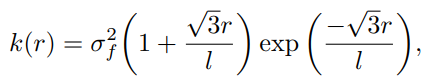 k(r) = σ_f^2 (1 + √3r / l) exp (−√3r / l),